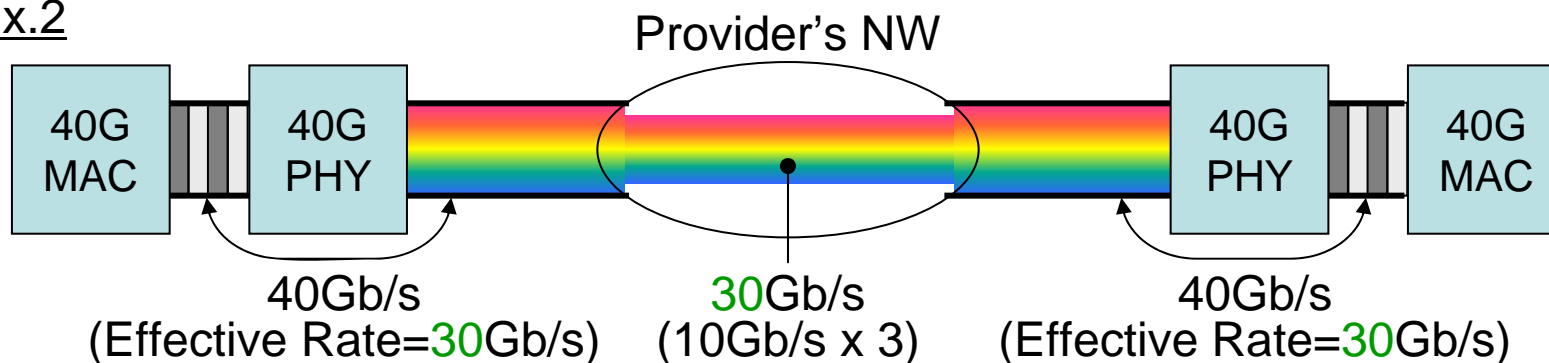 x.2
Provider's NW
40G
MAC
40G
PHY
40G
PHY
40G
MAC
40Gb/s
(Effective Rate=30Gb/s)
30Gb/s
(10Gb/s x 3)
40Gb/s
(Effective Rate=30Gb/s)